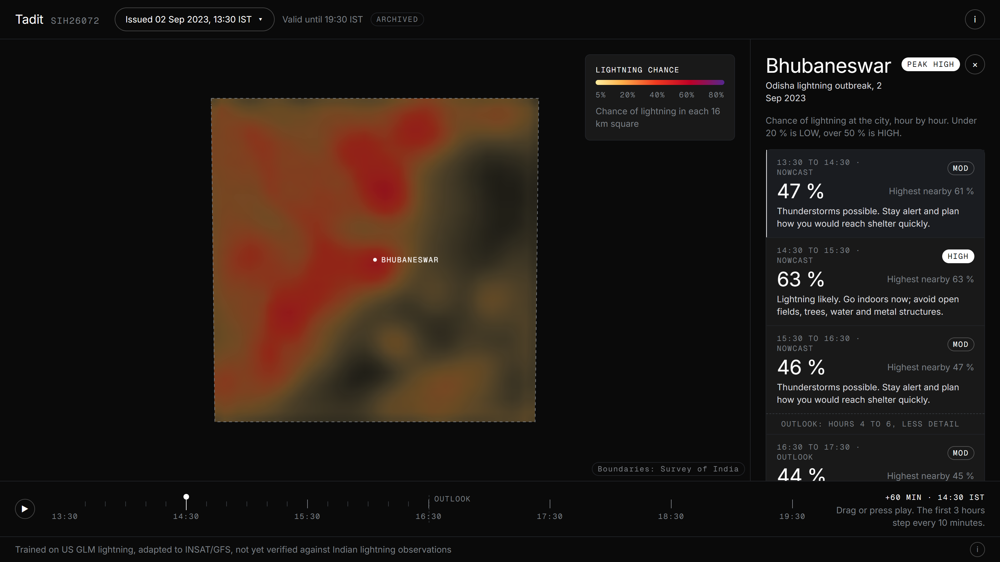 Tadit SIH26072
Issued 02 Sep 2023, 13:30 IST ▼
Valid until 19:30 IST
ARCHIVED
i
LIGHTNING CHANCE
5% 20% 40% 60% 80%
Chance of lightning in each 16
km square
BHUBANESWAR
Boundaries: Survey of India
Bhubaneswar
PEAK HIGH
×
Odisha lightning outbreak, 2
Sep 2023
Chance of lightning at the city, hour by hour. Under
20 % is LOW, over 50 % is HIGH.
13:30 TO 14:30 ·
NOWCAST
MOD
47 %
Highest nearby 61 %
Thunderstorms possible. Stay alert and plan
how you would reach shelter quickly.
14:30 TO 15:30 ·
NOWCAST
HIGH
63 %
Highest nearby 63 %
Lightning likely. Go indoors now; avoid open
fields, trees, water and metal structures.
15:30 TO 16:30 ·
NOWCAST
MOD
46 %
Highest nearby 47 %
Thunderstorms possible. Stay alert and plan
how you would reach shelter quickly.
OUTLOOK: HOURS 4 TO 6, LESS DETAIL
16:30 TO 17:30 ·
OUTLOOK
MOD
44 %
Highest nearby 45 %
OUTLOOK
13:30 14:30 15:30 16:30 17:30 18:30 19:30
+60 MIN · 14:30 IST
Drag or press play. The first 3 hours
step every 10 minutes.
Trained on US GLM lightning, adapted to INSAT/GFS, not yet verified against Indian lightning observations
i